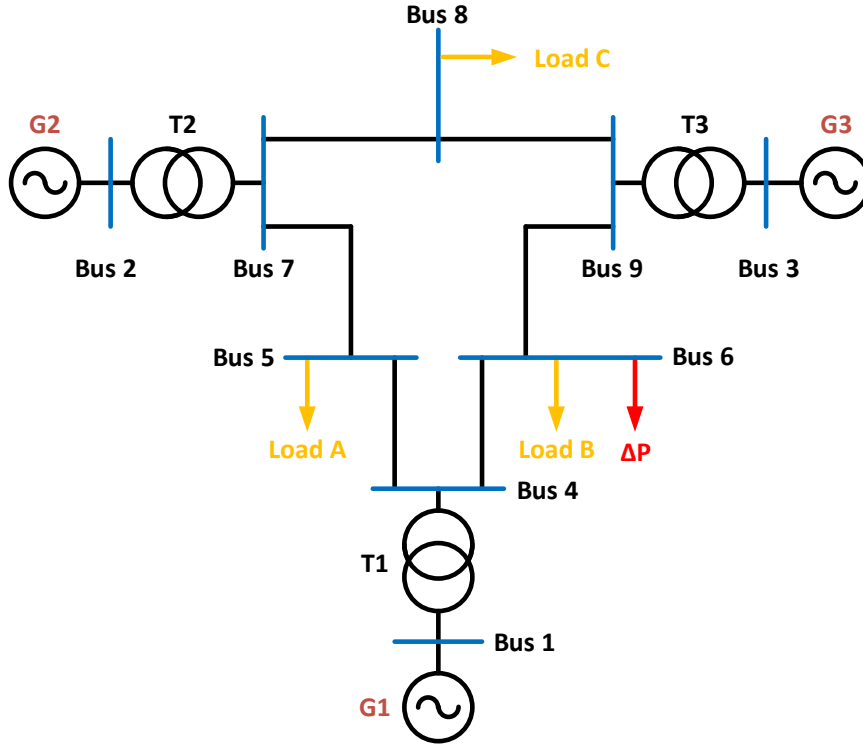 Bus 8
Load C
G2
T2
T3
G3
Bus 2
Bus 7
Bus 9
Bus 3
Bus 5
Bus 6
Load A
Load B
ΔP
Bus 4
T1
Bus 1
G1